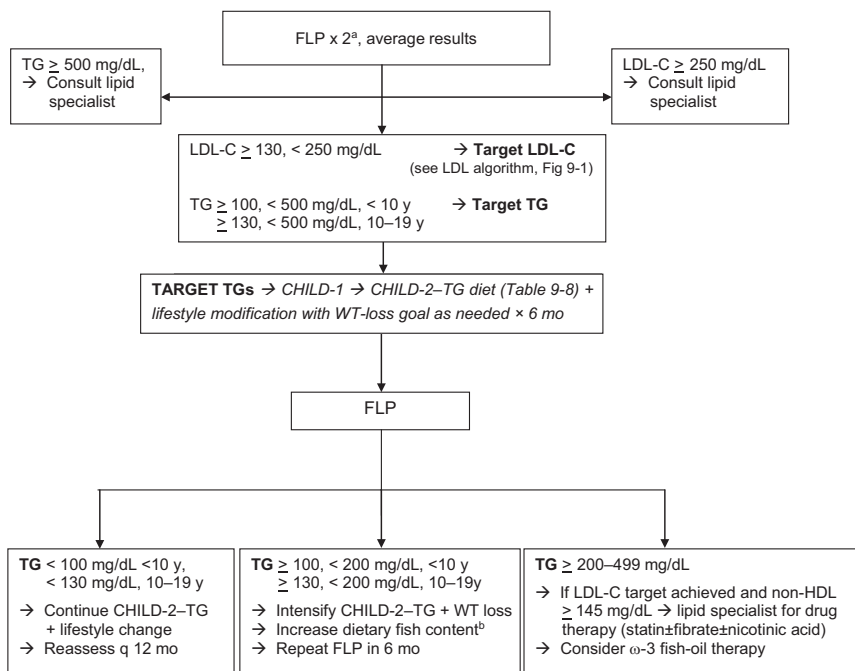 FLP x 2ᵃ, average results
TG ≥ 500 mg/dL,
→ Consult lipid
specialist
LDL-C ≥ 250 mg/dL
→ Consult lipid
specialist
LDL-C ≥ 130, < 250 mg/dL → Target LDL-C
(see LDL algorithm, Fig 9-1)
TG ≥ 100, < 500 mg/dL, < 10 y → Target TG
≥ 130, < 500 mg/dL, 10–19 y
TARGET TGs → CHILD-1 → CHILD-2–TG diet (Table 9-8) +
lifestyle modification with WT-loss goal as needed × 6 mo
FLP
TG < 100 mg/dL <10 y,
< 130 mg/dL, 10–19 y
→ Continue CHILD-2–TG
+ lifestyle change
→ Reassess q 12 mo
TG ≥ 100, < 200 mg/dL, <10 y
≥ 130, < 200 mg/dL, 10–19y
→ Intensify CHILD-2–TG + WT loss
→ Increase dietary fish contentᵇ
→ Repeat FLP in 6 mo
TG ≥ 200–499 mg/dL
→ If LDL-C target achieved and non-HDL
≥ 145 mg/dL → lipid specialist for drug
therapy (statin±fibrate±nicotinic acid)
→ Consider ω-3 fish-oil therapy